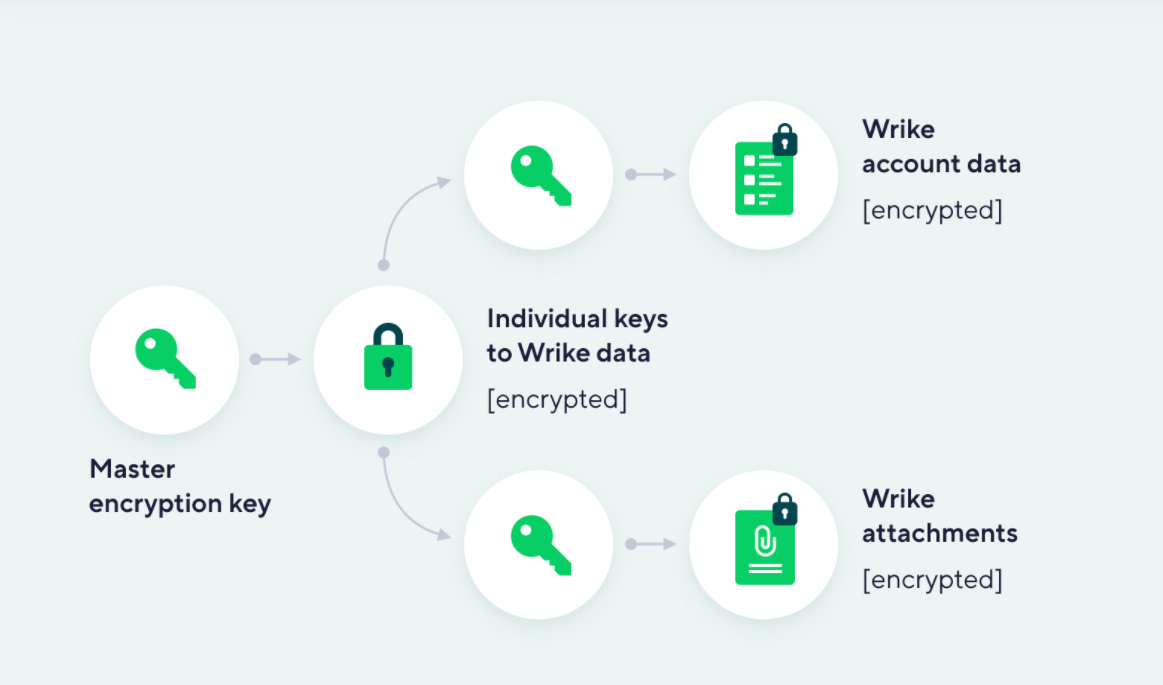 Wrike
account data
[encrypted]
Individual keys
to Wrike data
[encrypted]
Master
encryption key
Wrike
attachments
[encrypted]